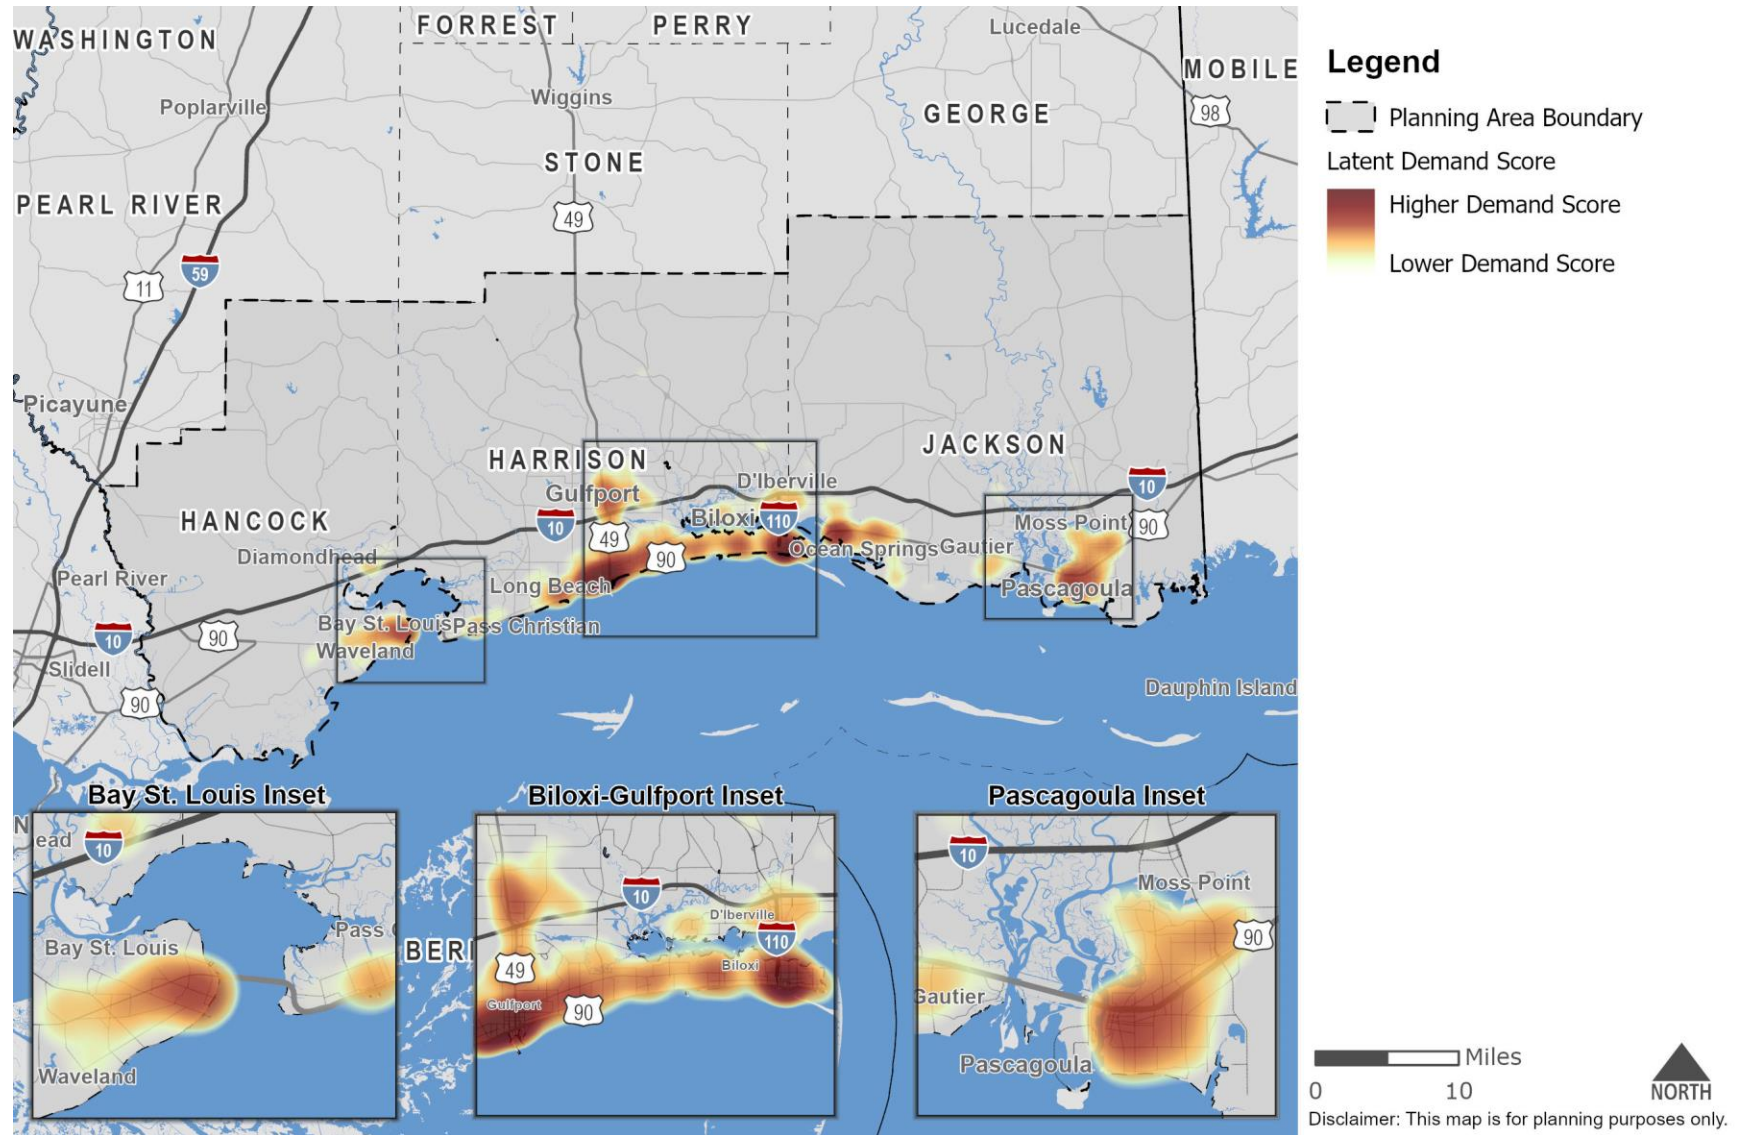 WASHINGTON
FORREST
PERRY
Lucedale
MOBILE
98
Poplarville
Wiggins
GEORGE
STONE
PEARL RIVER
49
59
11
Picayune
HARRISON
JACKSON
D'Iberville
10
Gulfport
Moss Point
90
HANCOCK
10
Biloxi
110
49
Diamondhead
90
Ocean Springs
Gautier
Pearl River
Long Beach
Pascagoula
Bay St. Louis
Pass Christian
10
90
Waveland
Slidell
90
Dauphin Island
Legend
Planning Area Boundary
Latent Demand Score
Higher Demand Score
Lower Demand Score
Bay St. Louis Inset
N
ead
10
Bay St. Louis
Pass
Waveland
BER
Biloxi-Gulfport Inset
10
D'Iberville
110
49
Biloxi
Gulfport
90
Pascagoula Inset
10
Moss Point
90
Gautier
Pascagoula
Miles
0 10
NORTH
Disclaimer: This map is for planning purposes only.